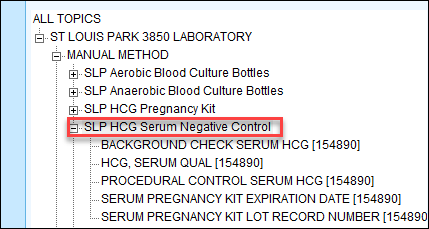 ALL TOPICS
ST LOUIS PARK 3850 LABORATORY
MANUAL METHOD
SLP Aerobic Blood Culture Bottles
SLP Anaerobic Blood Culture Bottles
SLP HCG Pregnancy Kit
SLP HCG Serum Negative Control
BACKGROUND CHECK SERUM HCG [154890]
HCG, SERUM QUAL [154890]
PROCEDURAL CONTROL SERUM HCG [154890]
SERUM PREGNANCY KIT EXPIRATION DATE [154890]
SERUM PREGNANCY KIT LOT RECORD NUMBER [154890]